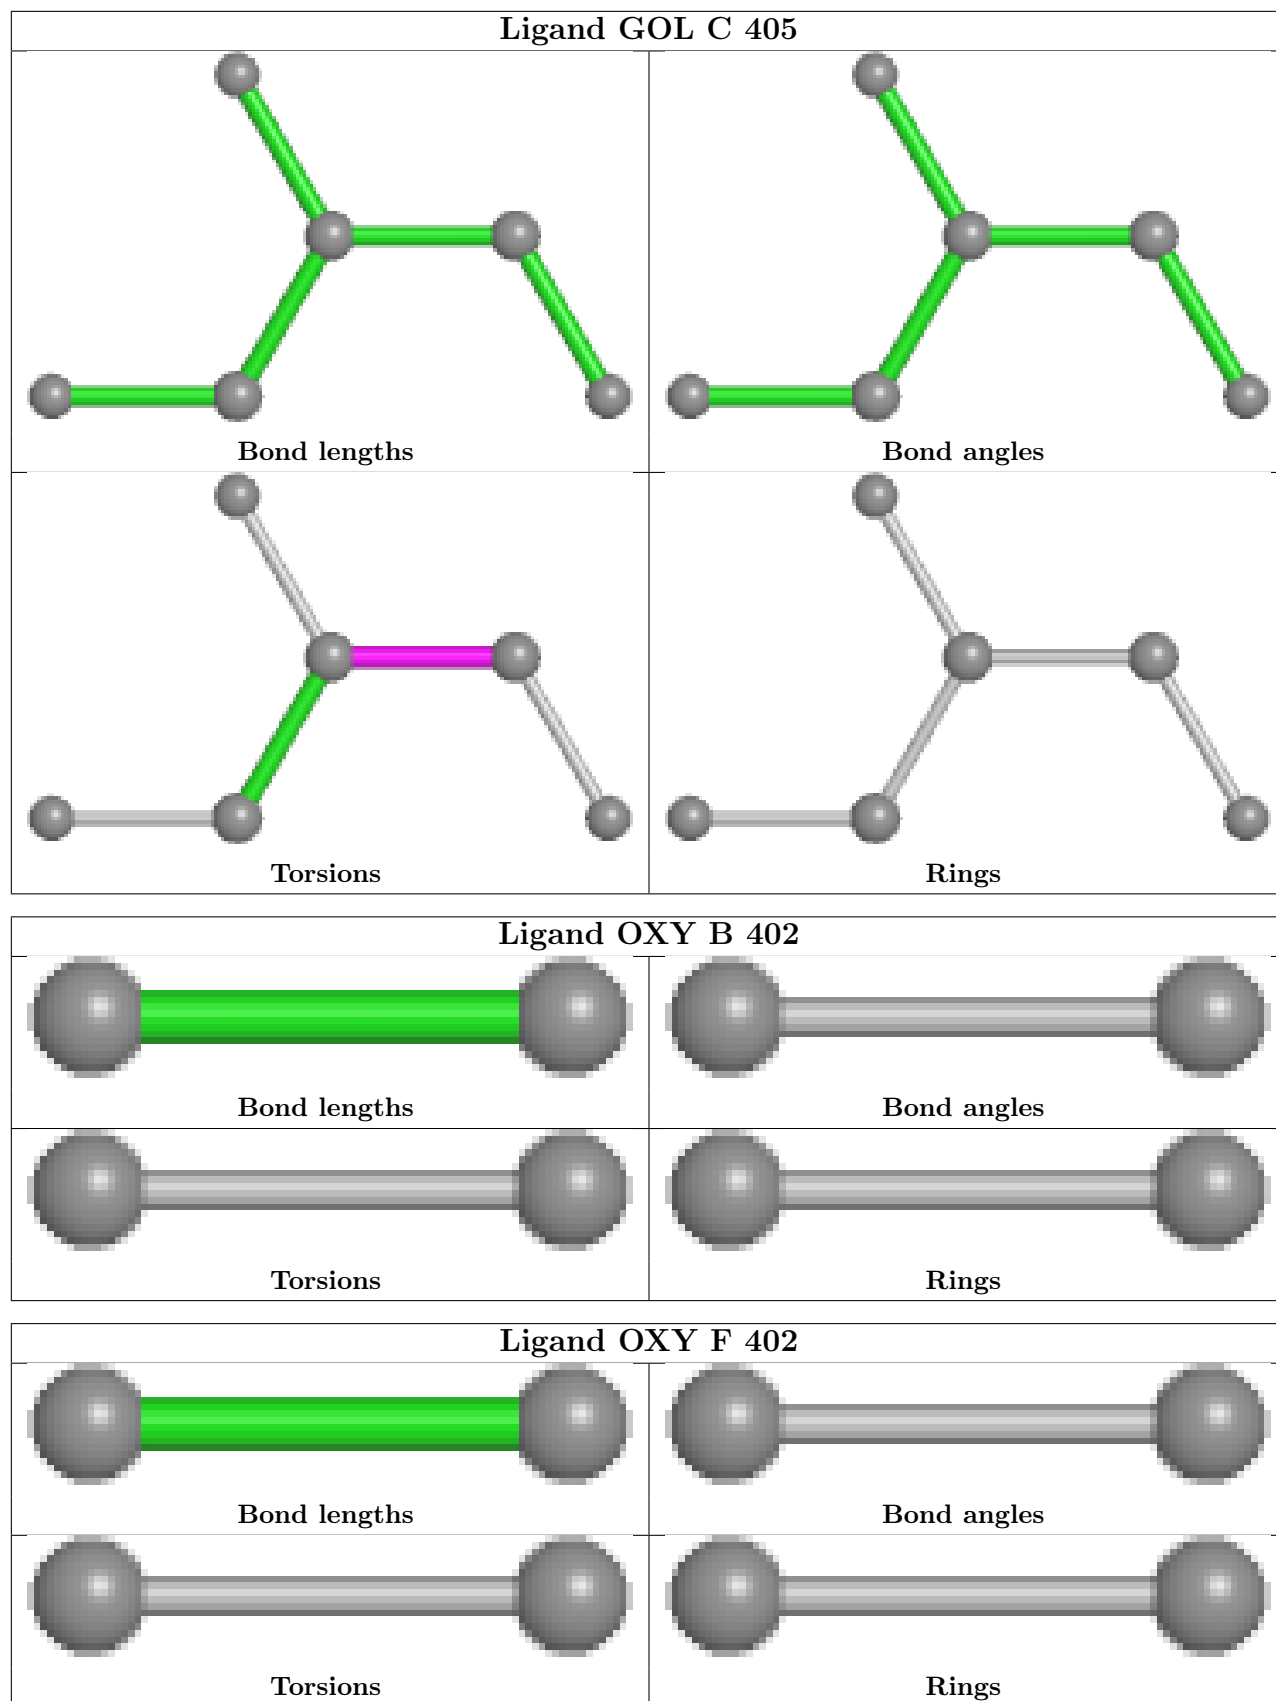 Ligand GOL C 405
Bond lengths
Bond angles
Torsions
Rings
Ligand OXY B 402
Bond lengths
Bond angles
Torsions
Rings
Ligand OXY F 402
Bond lengths
Bond angles
Torsions
Rings